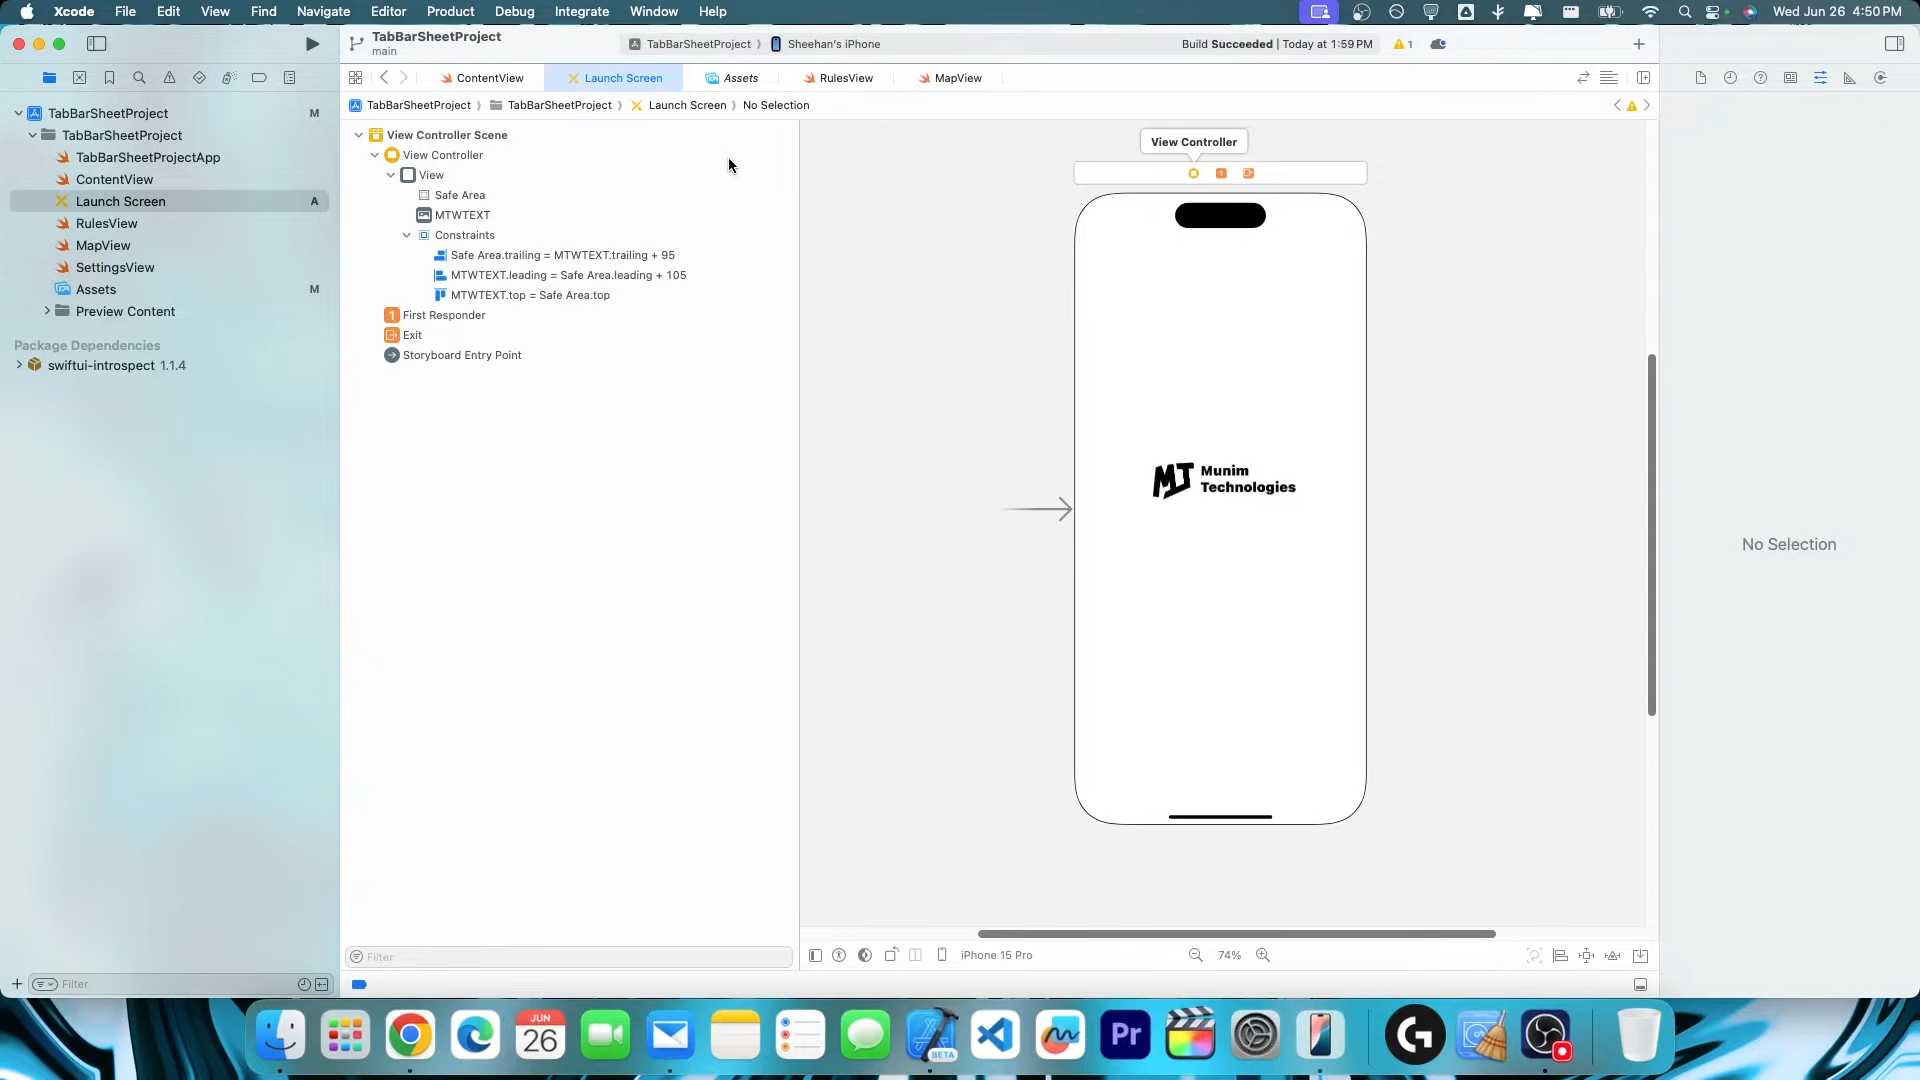 Xcode File Edit View Find Navigate Editor Product Debug Integrate Window Help
Wed Jun 26 4:50 PM
TabBarSheetProject
main
TabBarSheetProject
Sheehan's iPhone
Build Succeeded | Today at 1:59 PM
1
ContentView
Launch Screen
Assets
RulesView
MapView
TabBarSheetProject
TabBarSheetProject
Launch Screen
No Selection
TabBarSheetProject M
TabBarSheetProject
TabBarSheetProjectApp
ContentView
Launch Screen A
RulesView
MapView
SettingsView
Assets M
Preview Content
Package Dependencies
swiftui-introspect 1.1.4
Filter
View Controller Scene
View Controller
View
Safe Area
MTWTEXT
Constraints
Safe Area.trailing = MTWTEXT.trailing + 95
MTWTEXT.leading = Safe Area.leading + 105
MTWTEXT.top = Safe Area.top
1 First Responder
Exit
Storyboard Entry Point
Filter
View Controller
1
MT Munim
Technologies
iPhone 15 Pro
74%
No Selection
JUN
26
BETA
Pr